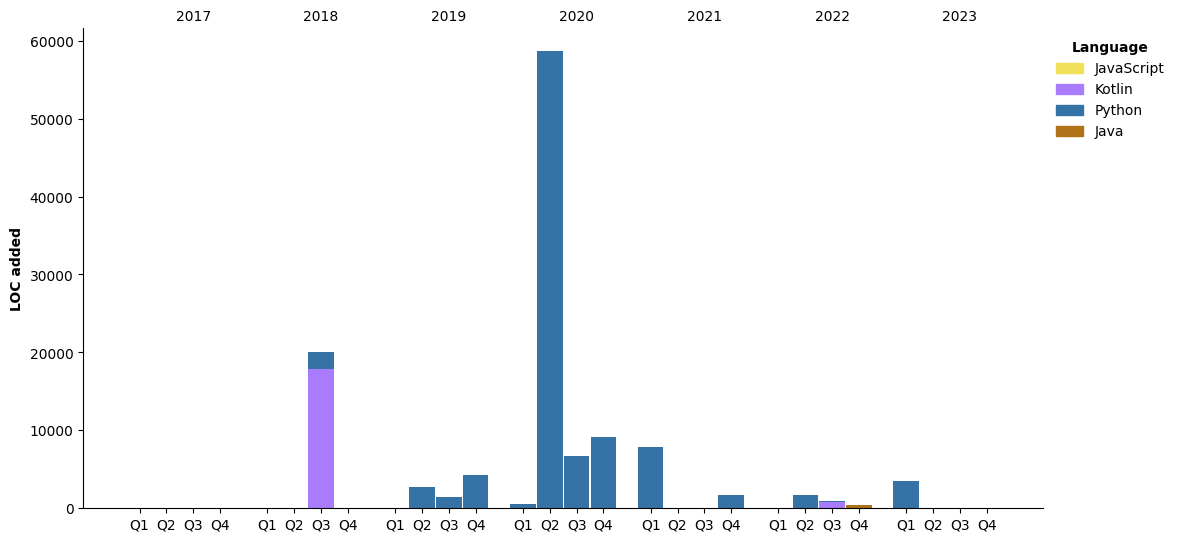 2017 2018 2019 2020 2021 2022 2023
Language
JavaScript
Kotlin
Python
Java
LOC added
60000
50000
40000
30000
20000
10000
0
Q1 Q2 Q3 Q4 Q1 Q2 Q3 Q4 Q1 Q2 Q3 Q4 Q1 Q2 Q3 Q4 Q1 Q2 Q3 Q4 Q1 Q2 Q3 Q4 Q1 Q2 Q3 Q4